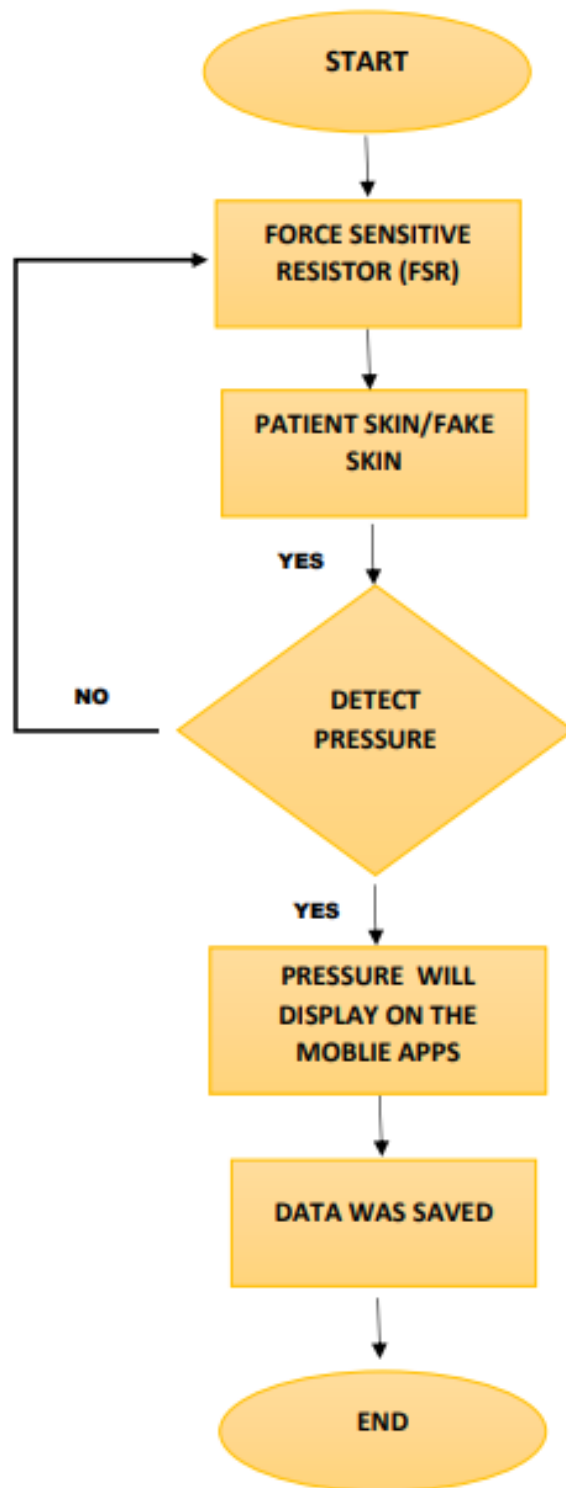 START
FORCE SENSITIVE
RESISTOR (FSR)
PATIENT SKIN/FAKE
SKIN
YES
NO
DETECT
PRESSURE
YES
PRESSURE WILL
DISPLAY ON THE
MOBLIE APPS
DATA WAS SAVED
END